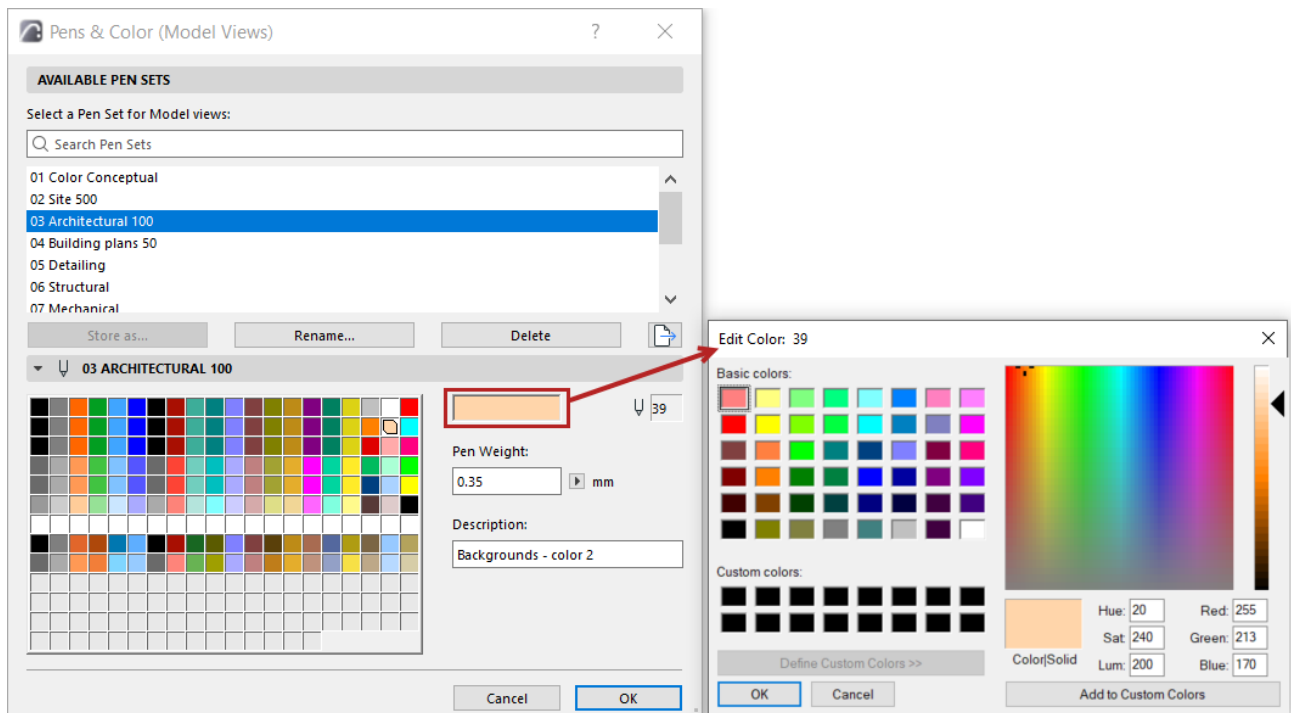 Pens & Color (Model Views)
?
AVAILABLE PEN SETS
Select a Pen Set for Model views:
Search Pen Sets
01 Color Conceptual
02 Site 500
03 Architectural 100
04 Building plans 50
05 Detailing
06 Structural
07 Mechanical
Store as... Rename... Delete
03 ARCHITECTURAL 100
39
Pen Weight:
0.35 mm
Description:
Backgrounds - color 2
Cancel OK
Edit Color: 39
Basic colors:
Custom colors:
Define Custom Colors >>
OK Cancel
Color|Solid
Hue: 20 Red: 255
Sat: 240 Green: 213
Lum: 200 Blue: 170
Add to Custom Colors